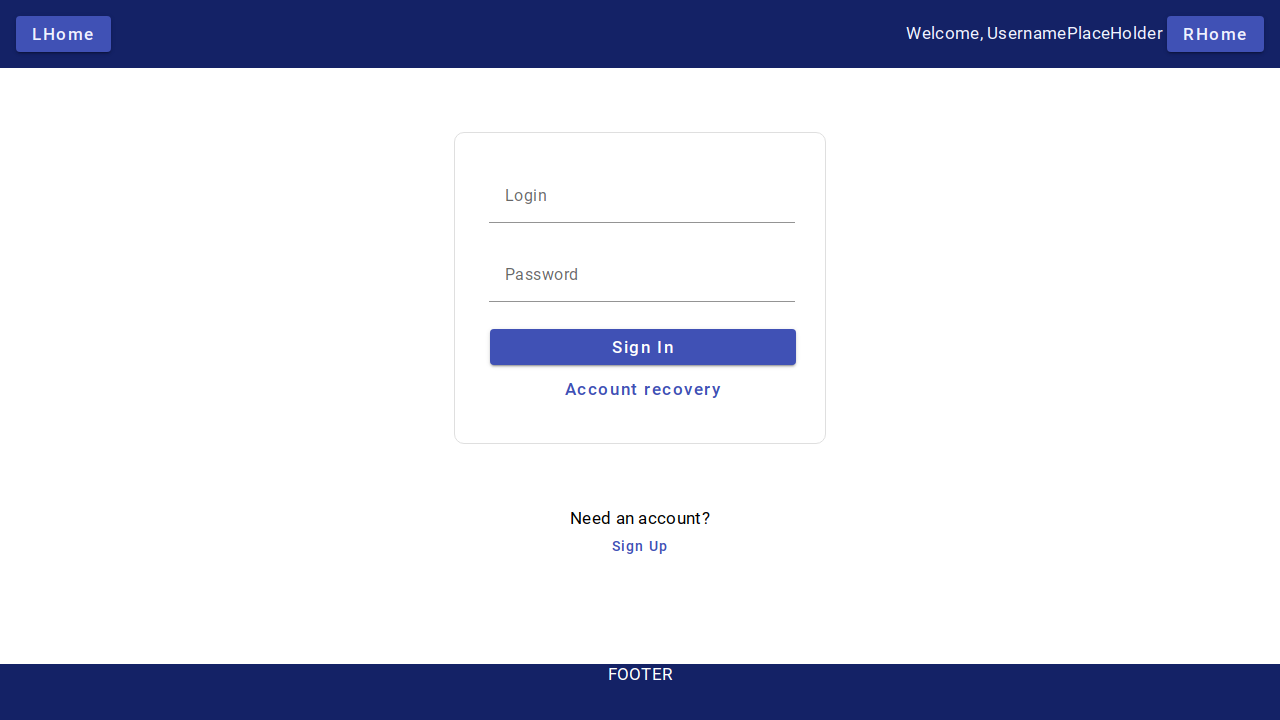 LHome
Welcome, UsernamePlaceHolder RHome
Login
Password
Sign In
Account recovery
Need an account?
Sign Up
FOOTER